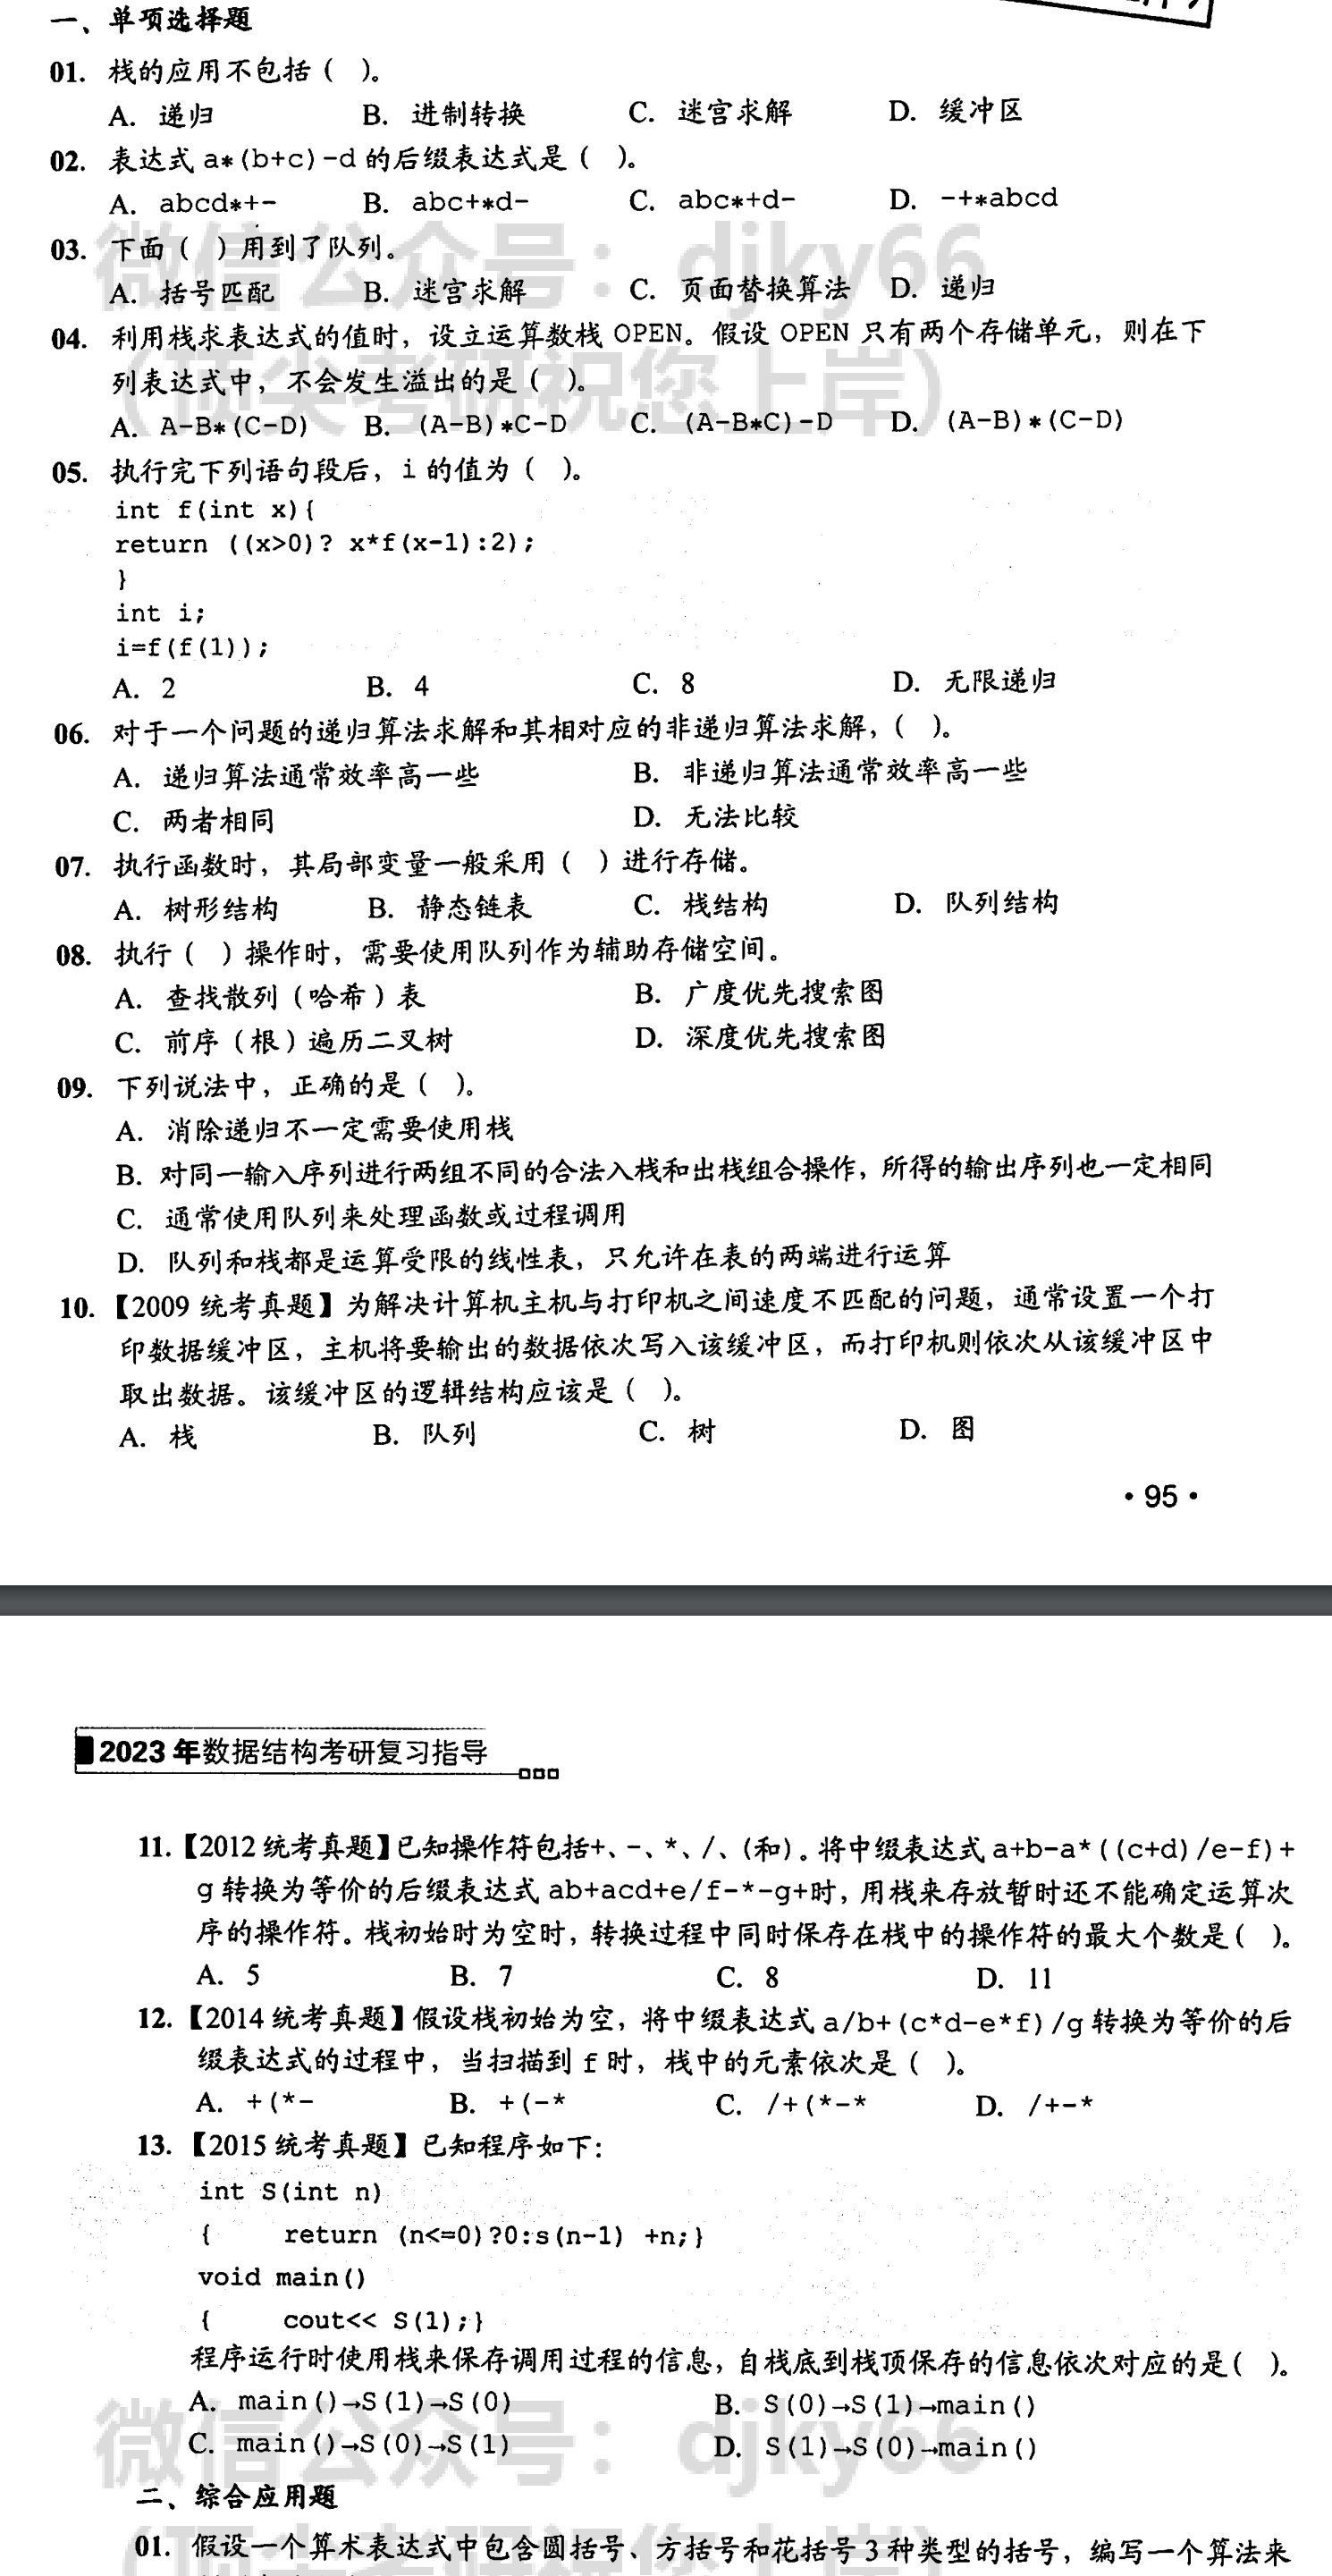 一、单项选择题
01. 栈的应用不包括（ ）。
A. 递归 B. 进制转换 C. 迷宫求解 D. 缓冲区
02. 表达式 a*(b+c)-d 的后缀表达式是（ ）。
A. abcd*+- B. abc+*d- C. abc*+d- D. -+*abcd
03. 下面（ ）用到了队列。
A. 括号匹配 B. 迷宫求解 C. 页面替换算法 D. 递归
04. 利用栈求表达式的值时，设立运算数栈 OPEN。假设 OPEN 只有两个存储单元，则在下
列表达式中，不会发生溢出的是（ ）。
A. A-B*(C-D) B. (A-B)*C-D C. (A-B*C)-D D. (A-B)*(C-D)
05. 执行完下列语句段后，i 的值为（ ）。
int f(int x){
return ((x>0)? x*f(x-1):2);
}
int i;
i=f(f(1));
A. 2 B. 4 C. 8 D. 无限递归
06. 对于一个问题的递归算法求解和其相对应的非递归算法求解，（ ）。
A. 递归算法通常效率高一些 B. 非递归算法通常效率高一些
C. 两者相同 D. 无法比较
07. 执行函数时，其局部变量一般采用（ ）进行存储。
A. 树形结构 B. 静态链表 C. 栈结构 D. 队列结构
08. 执行（ ）操作时，需要使用队列作为辅助存储空间。
A. 查找散列（哈希）表 B. 广度优先搜索图
C. 前序（根）遍历二叉树 D. 深度优先搜索图
09. 下列说法中，正确的是（ ）。
A. 消除递归不一定需要使用栈
B. 对同一输入序列进行两组不同的合法入栈和出栈组合操作，所得的输出序列也一定相同
C. 通常使用队列来处理函数或过程调用
D. 队列和栈都是运算受限的线性表，只允许在表的两端进行运算
10.【2009 统考真题】为解决计算机主机与打印机之间速度不匹配的问题，通常设置一个打
印数据缓冲区，主机将要输出的数据依次写入该缓冲区，而打印机则依次从该缓冲区中
取出数据。该缓冲区的逻辑结构应该是（ ）。
A. 栈 B. 队列 C. 树 D. 图
• 95 •
2023 年数据结构考研复习指导
11.【2012 统考真题】已知操作符包括+、-、*、/、(和)。将中缀表达式 a+b-a*((c+d)/e-f)+
g 转换为等价的后缀表达式 ab+acd+e/f-*-g+时，用栈来存放暂时还不能确定运算次
序的操作符。栈初始时为空时，转换过程中同时保存在栈中的操作符的最大个数是（ ）。
A. 5 B. 7 C. 8 D. 11
12.【2014 统考真题】假设栈初始为空，将中缀表达式 a/b+(c*d-e*f)/g 转换为等价的后
缀表达式的过程中，当扫描到 f 时，栈中的元素依次是（ ）。
A. +(*- B. +(-* C. /+(*-* D. /+-*
13.【2015 统考真题】已知程序如下：
int S(int n)
{ return (n<=0)?0:s(n-1) +n;}
void main()
{ cout<< S(1);}
程序运行时使用栈来保存调用过程的信息，自栈底到栈顶保存的信息依次对应的是（ ）。
A. main()→S(1)→S(0) B. S(0)→S(1)→main()
C. main()→S(0)→S(1) D. S(1)→S(0)→main()
二、综合应用题
01. 假设一个算术表达式中包含圆括号、方括号和花括号 3 种类型的括号，编写一个算法来
微信公众号：djky66
（顶尖考研祝您上岸）
微信公众号：djky66